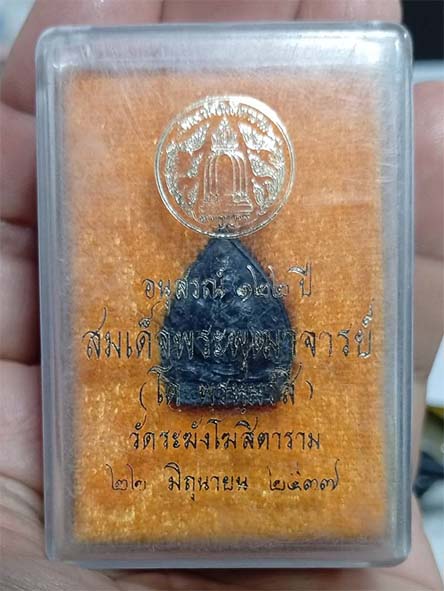 อนุสรณ์ ๑๒๒ ปี
สมเด็จพระพุฒาจารย์
(โต พรหมรังสี)
วัดระฆังโฆสิตาราม
๒๒ มิถุนายน ๒๕๓๗